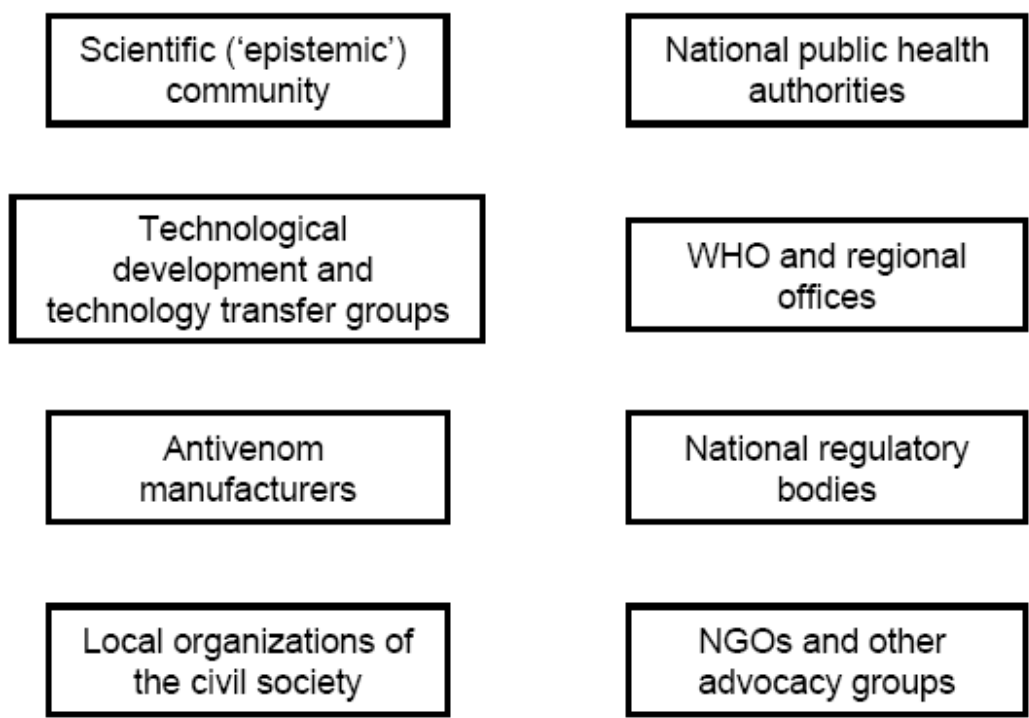 Scientific (‘epistemic’)
community
National public health
authorities
Technological
development and
technology transfer groups
WHO and regional
offices
Antivenom
manufacturers
National regulatory
bodies
Local organizations of
the civil society
NGOs and other
advocacy groups